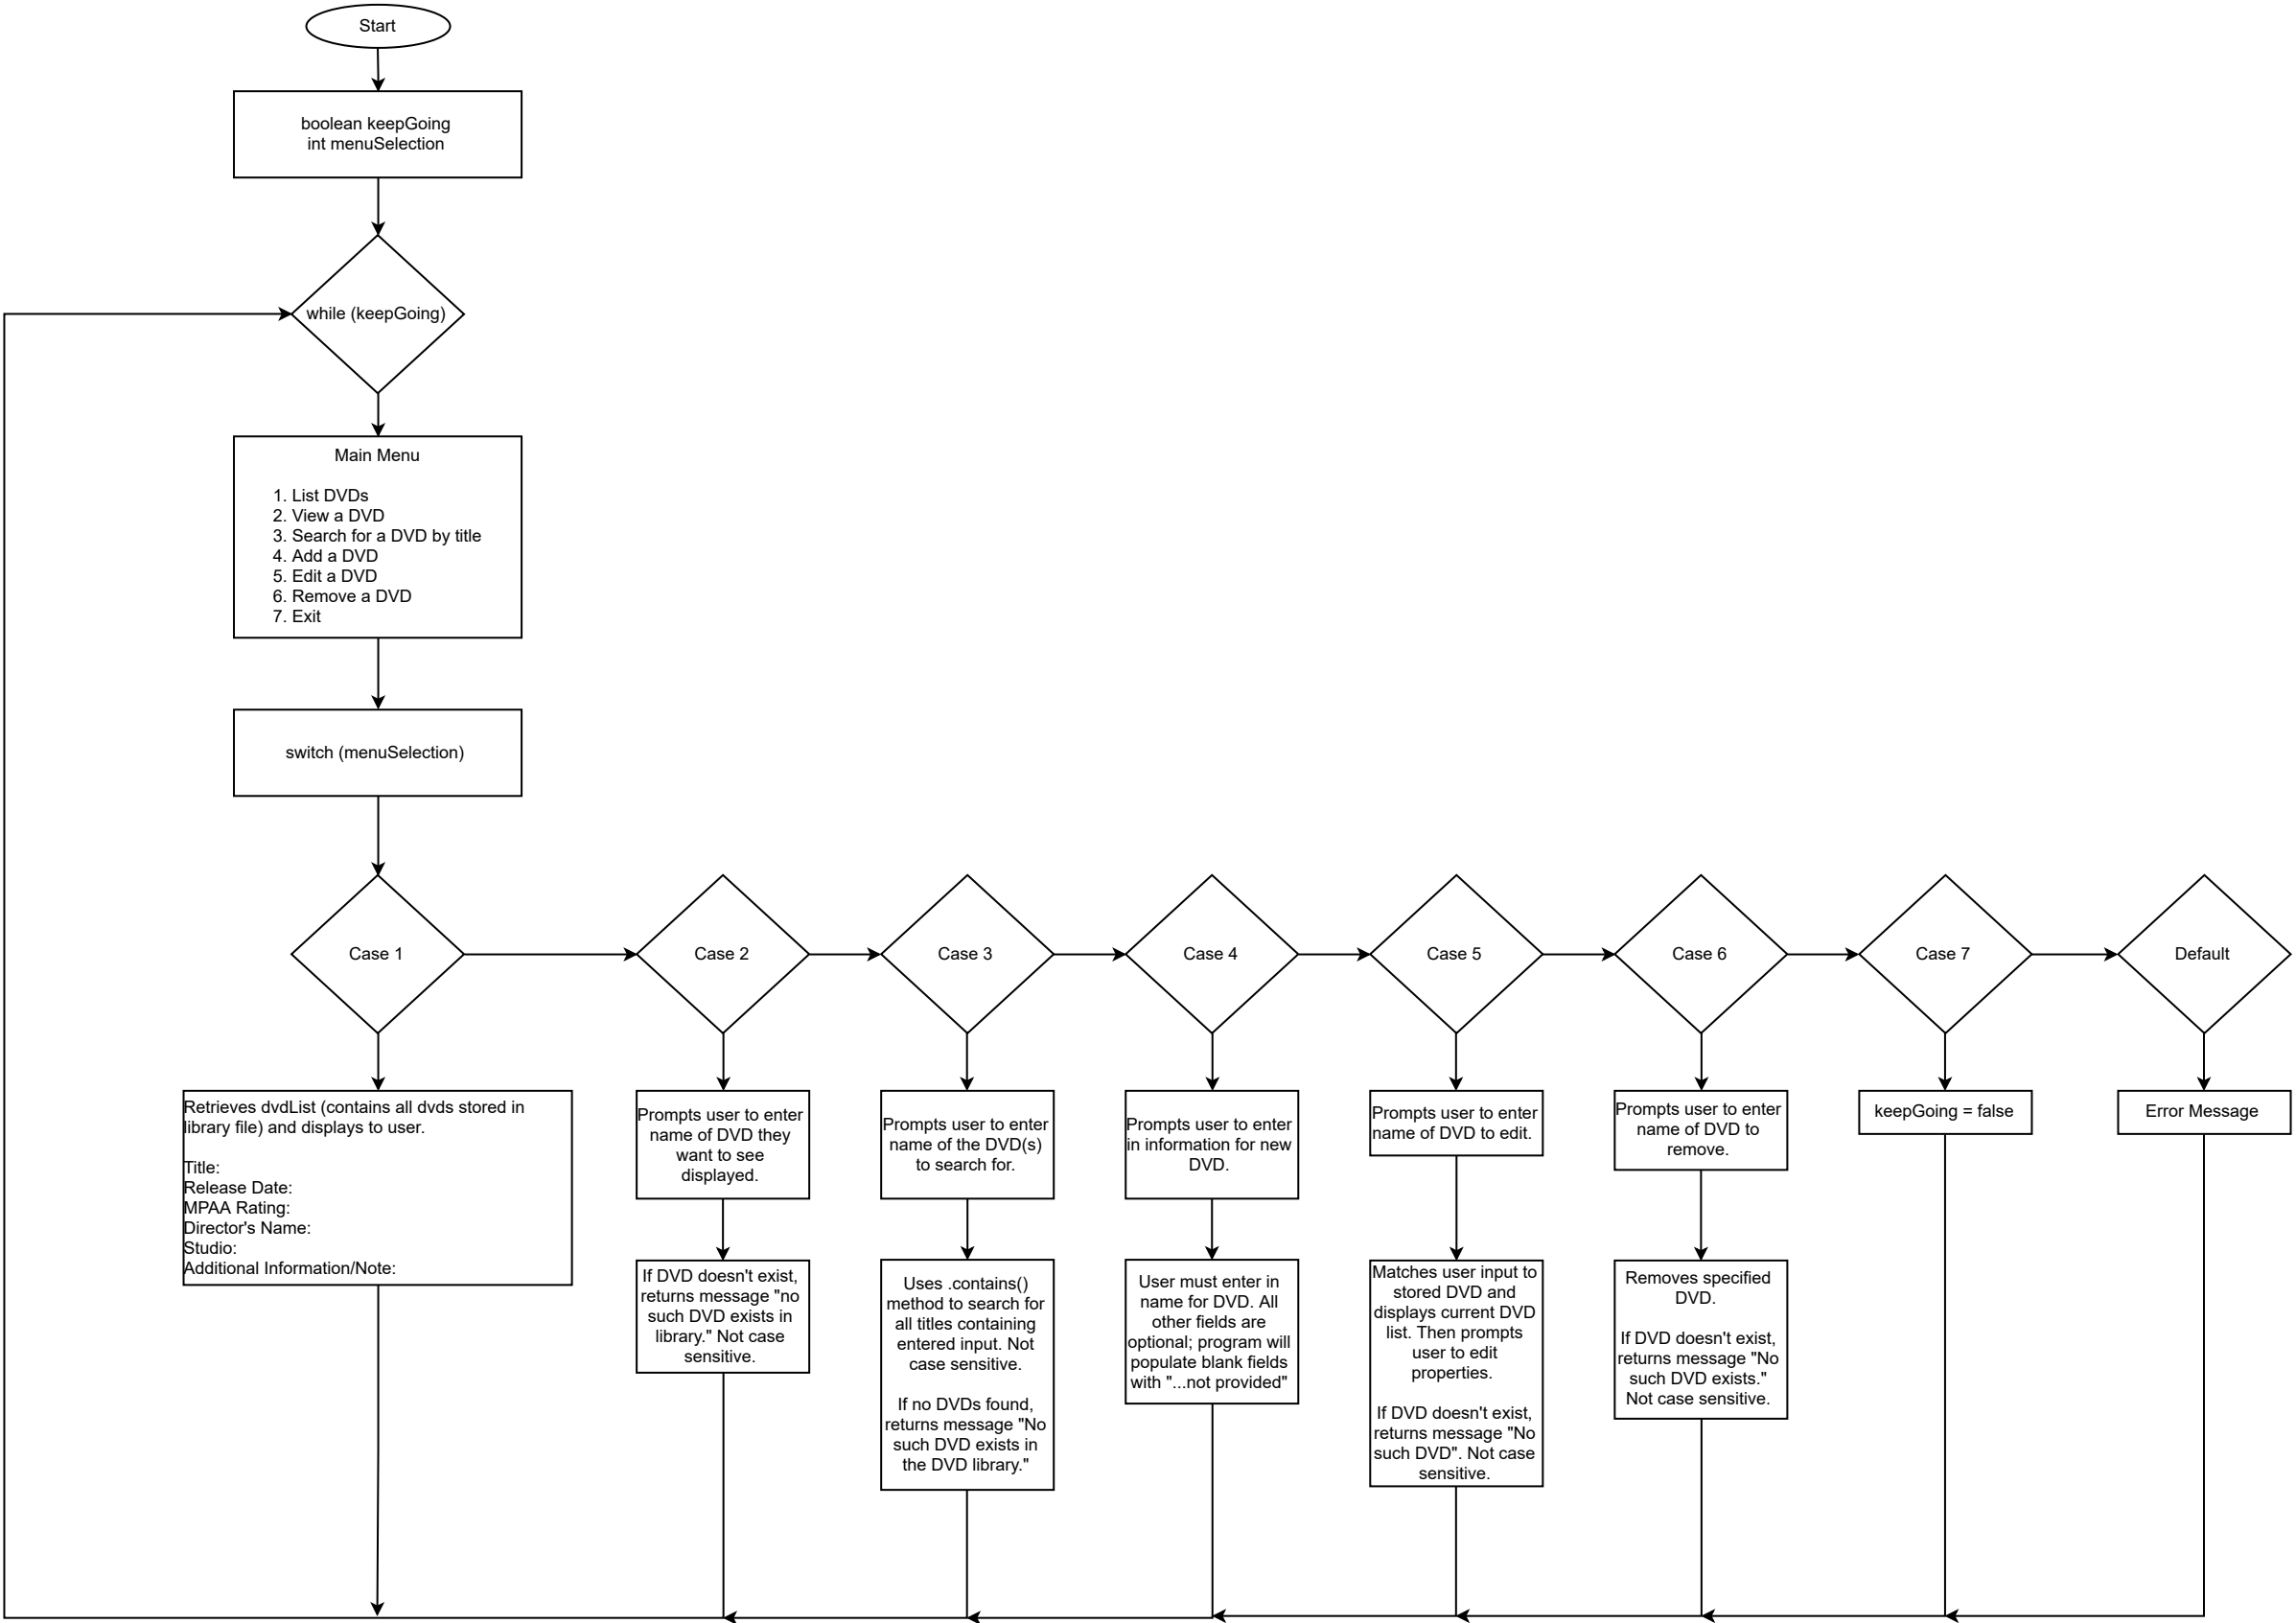 Start
boolean keepGoing
int menuSelection
while (keepGoing)
Main Menu
1. List DVDs
2. View a DVD
3. Search for a DVD by title
4. Add a DVD
5. Edit a DVD
6. Remove a DVD
7. Exit
switch (menuSelection)
Case 1
Case 2
Case 3
Case 4
Case 5
Case 6
Case 7
Default
Retrieves dvdList (contains all dvds stored in
library file) and displays to user.
Title:
Release Date:
MPAA Rating:
Director's Name:
Studio:
Additional Information/Note:
Prompts user to enter
name of DVD they
want to see
displayed.
If DVD doesn't exist,
returns message "no
such DVD exists in
library." Not case
sensitive.
Prompts user to enter
name of the DVD(s)
to search for.
Uses .contains()
method to search for
all titles containing
entered input. Not
case sensitive.
If no DVDs found,
returns message "No
such DVD exists in
the DVD library."
Prompts user to enter
in information for new
DVD.
User must enter in
name for DVD. All
other fields are
optional; program will
populate blank fields
with "...not provided"
Prompts user to enter
name of DVD to edit.
Matches user input to
stored DVD and
displays current DVD
list. Then prompts
user to edit
properties.
If DVD doesn't exist,
returns message "No
such DVD". Not case
sensitive.
Prompts user to enter
name of DVD to
remove.
Removes specified
DVD.
If DVD doesn't exist,
returns message "No
such DVD exists."
Not case sensitive.
keepGoing = false
Error Message